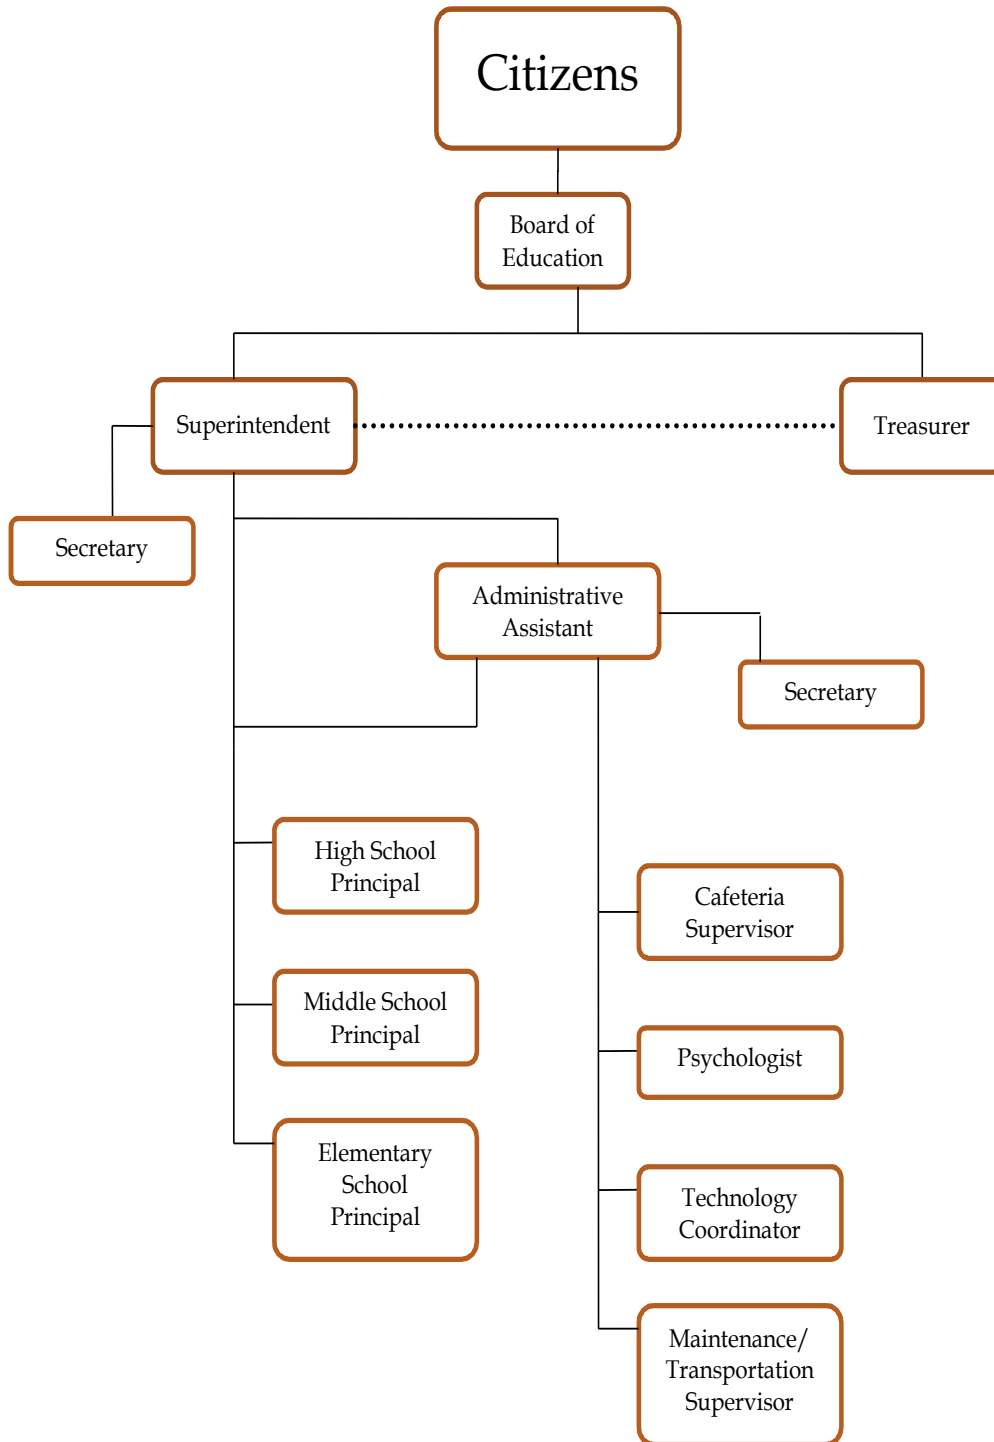 Citizens
Board of
Education
Superintendent
Treasurer
Secretary
Administrative
Assistant
Secretary
High School
Principal
Cafeteria
Supervisor
Middle School
Principal
Psychologist
Elementary
School
Principal
Technology
Coordinator
Maintenance/
Transportation
Supervisor